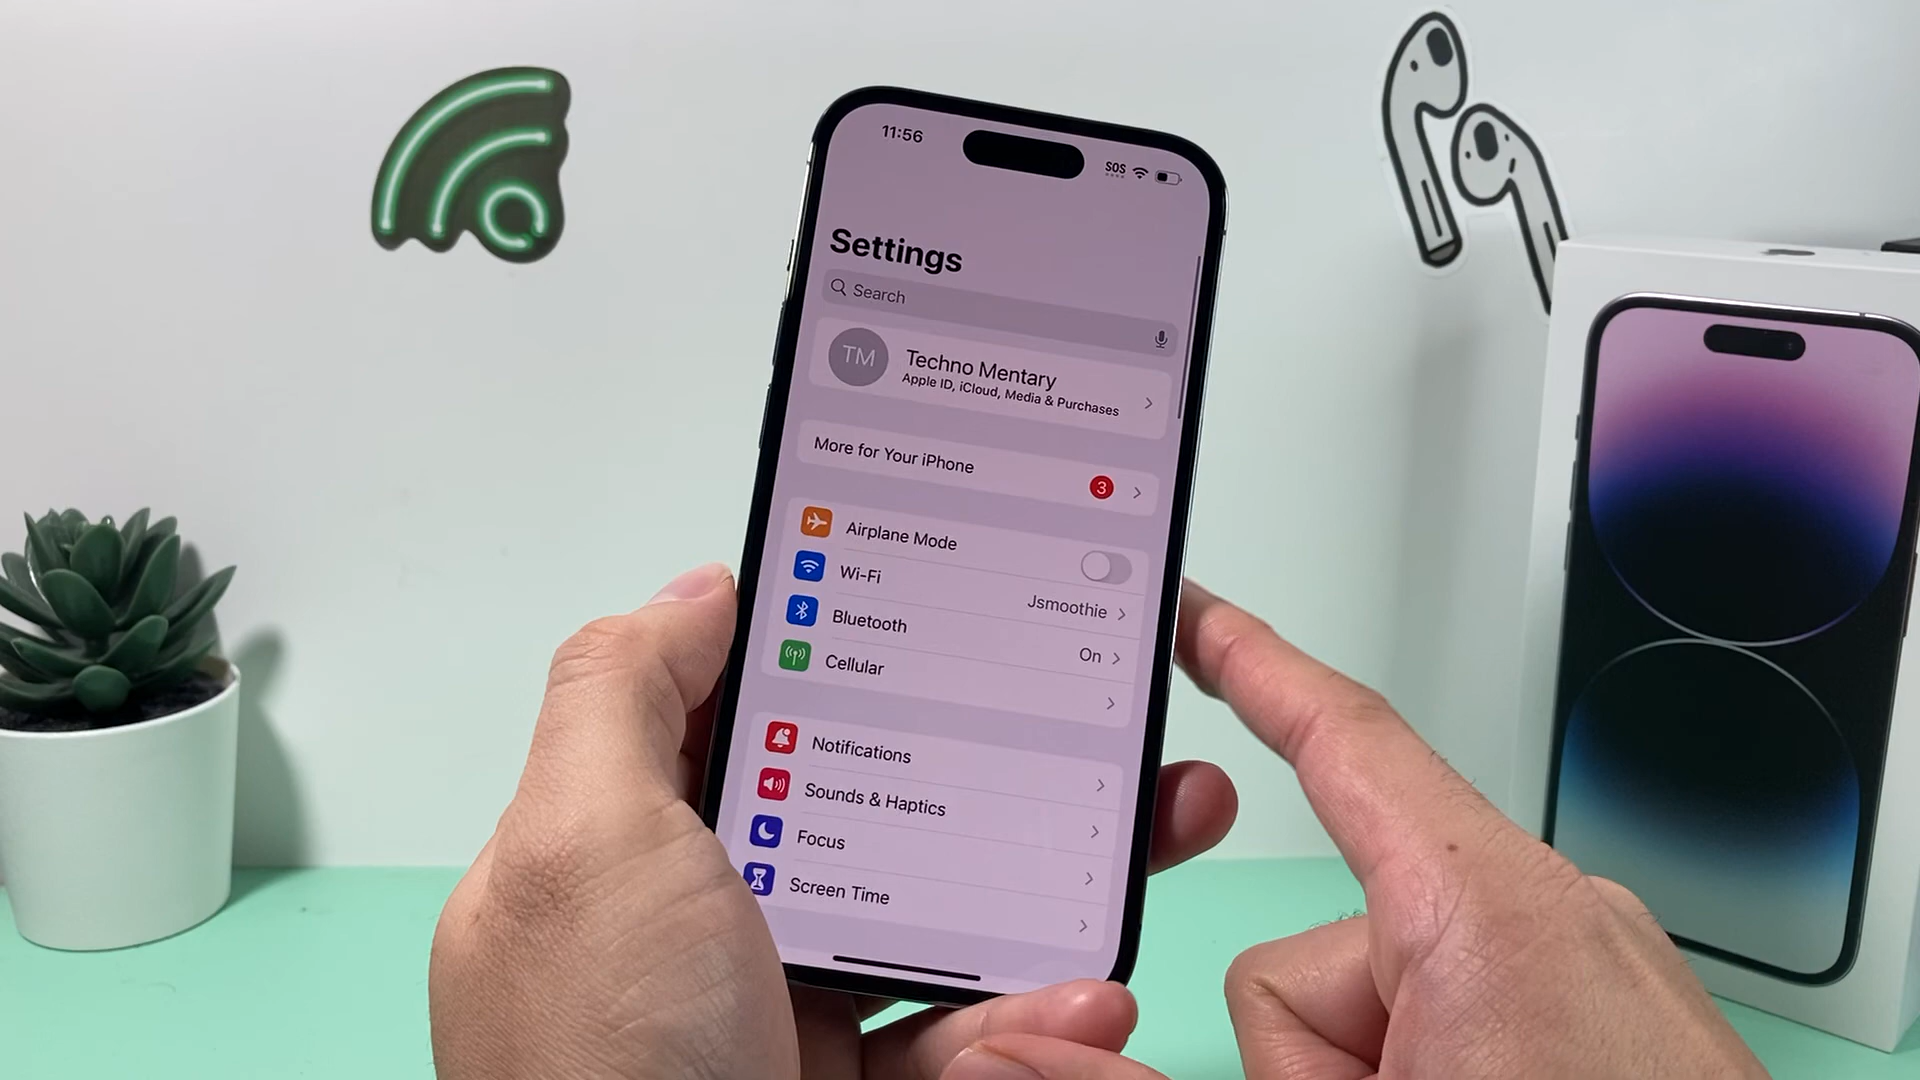 11:56
SOS
Settings
Search
TM
Techno Mentary
Apple ID, iCloud, Media & Purchases
More for Your iPhone
3
Airplane Mode
Wi-Fi
Jsmoothie
Bluetooth
On
Cellular
Notifications
Sounds & Haptics
Focus
Screen Time